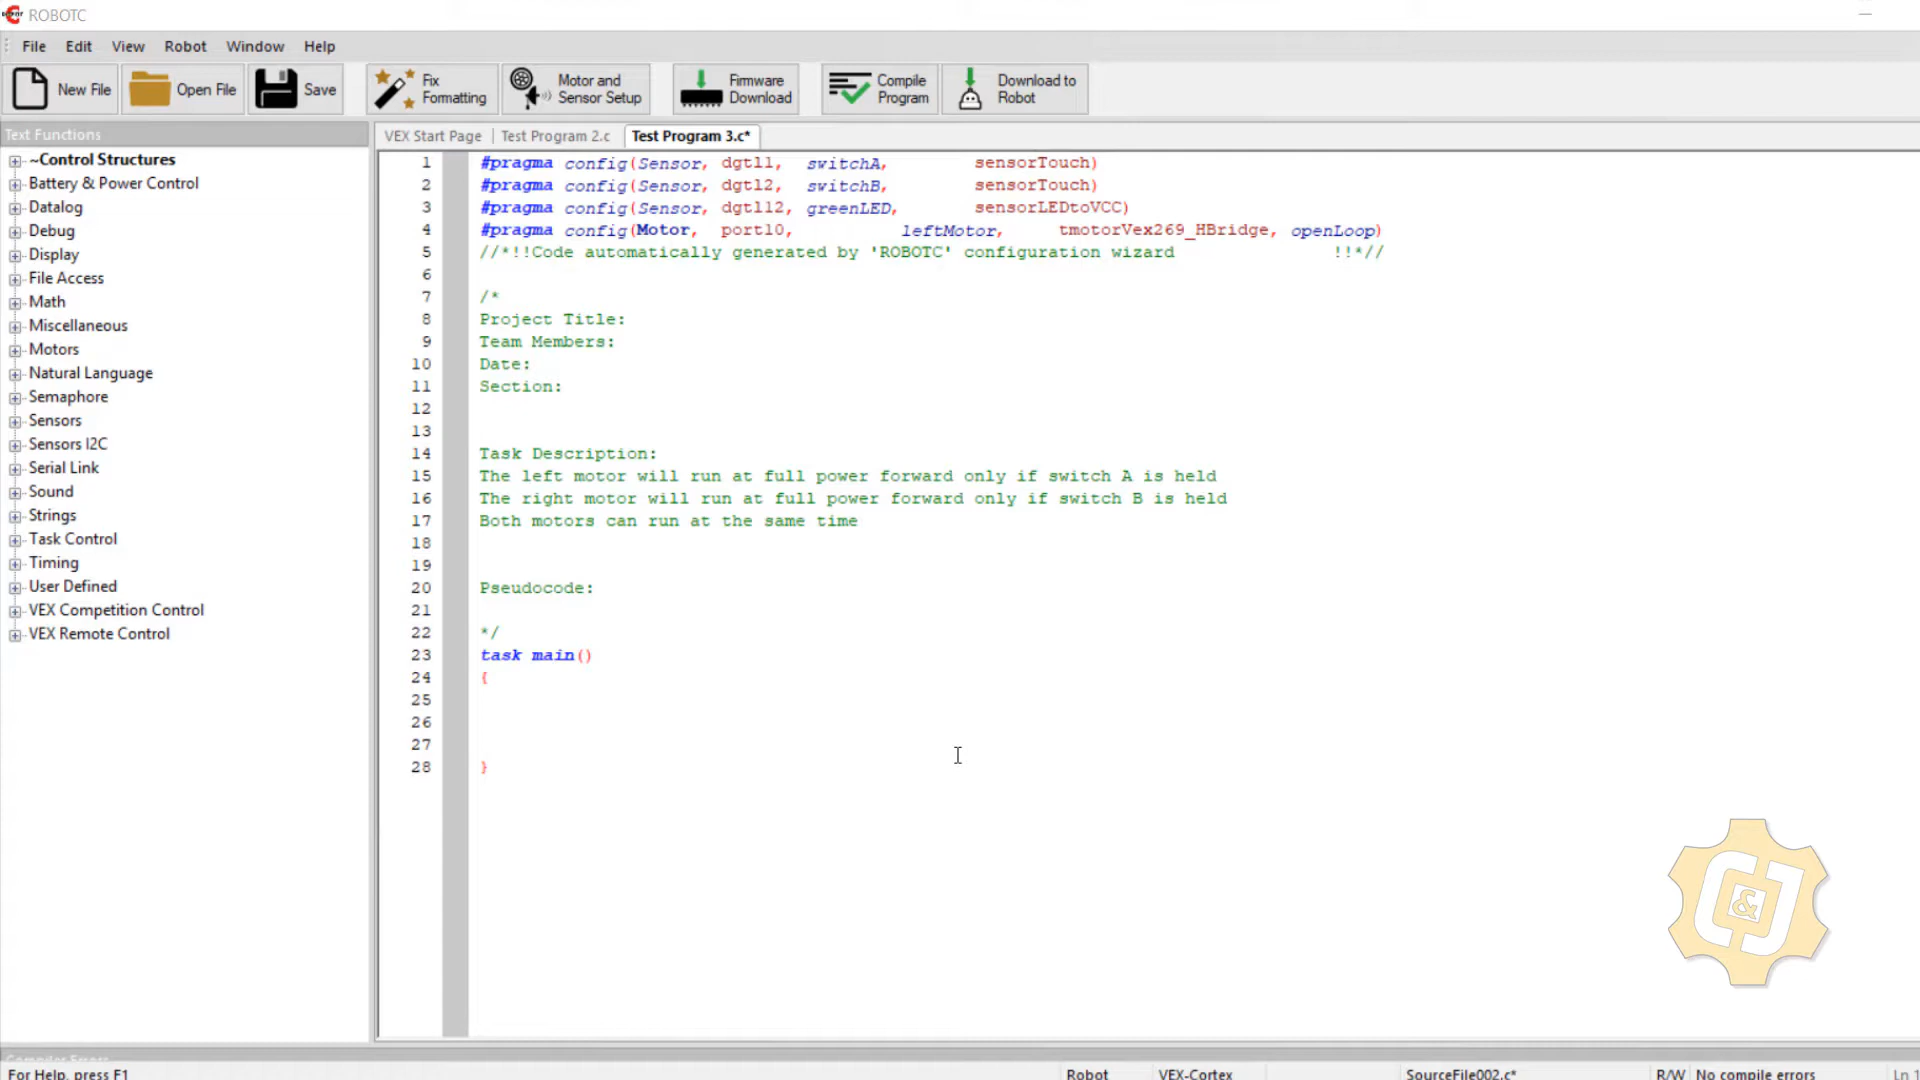 ROBOTC
File Edit View Robot Window Help
New File Open File Save Fix Formatting Motor and Sensor Setup Firmware Download Compile Program Download to Robot
Text Functions
VEX Start Page Test Program 2.c Test Program 3.c*
~Control Structures
Battery & Power Control
Datalog
Debug
Display
File Access
Math
Miscellaneous
Motors
Natural Language
Semaphore
Sensors
Sensors I2C
Serial Link
Sound
Strings
Task Control
Timing
User Defined
VEX Competition Control
VEX Remote Control
1 #pragma config(Sensor, dgtl1, switchA, sensorTouch)
2 #pragma config(Sensor, dgtl2, switchB, sensorTouch)
3 #pragma config(Sensor, dgtl12, greenLED, sensorLEDtoVCC)
4 #pragma config(Motor, port10, leftMotor, tmotorVex269_HBridge, openLoop)
5 //*!!Code automatically generated by 'ROBOTC' configuration wizard !!*//
6
7 /*
8 Project Title:
9 Team Members:
10 Date:
11 Section:
12
13
14 Task Description:
15 The left motor will run at full power forward only if switch A is held
16 The right motor will run at full power forward only if switch B is held
17 Both motors can run at the same time
18
19
20 Pseudocode:
21
22 */
23 task main()
24 {
25
26
27
28 }
C&J
Compiler Errors
For Help, press F1 Robot VEX-Cortex SourceFile002.c* R/W No compile errors Ln 1